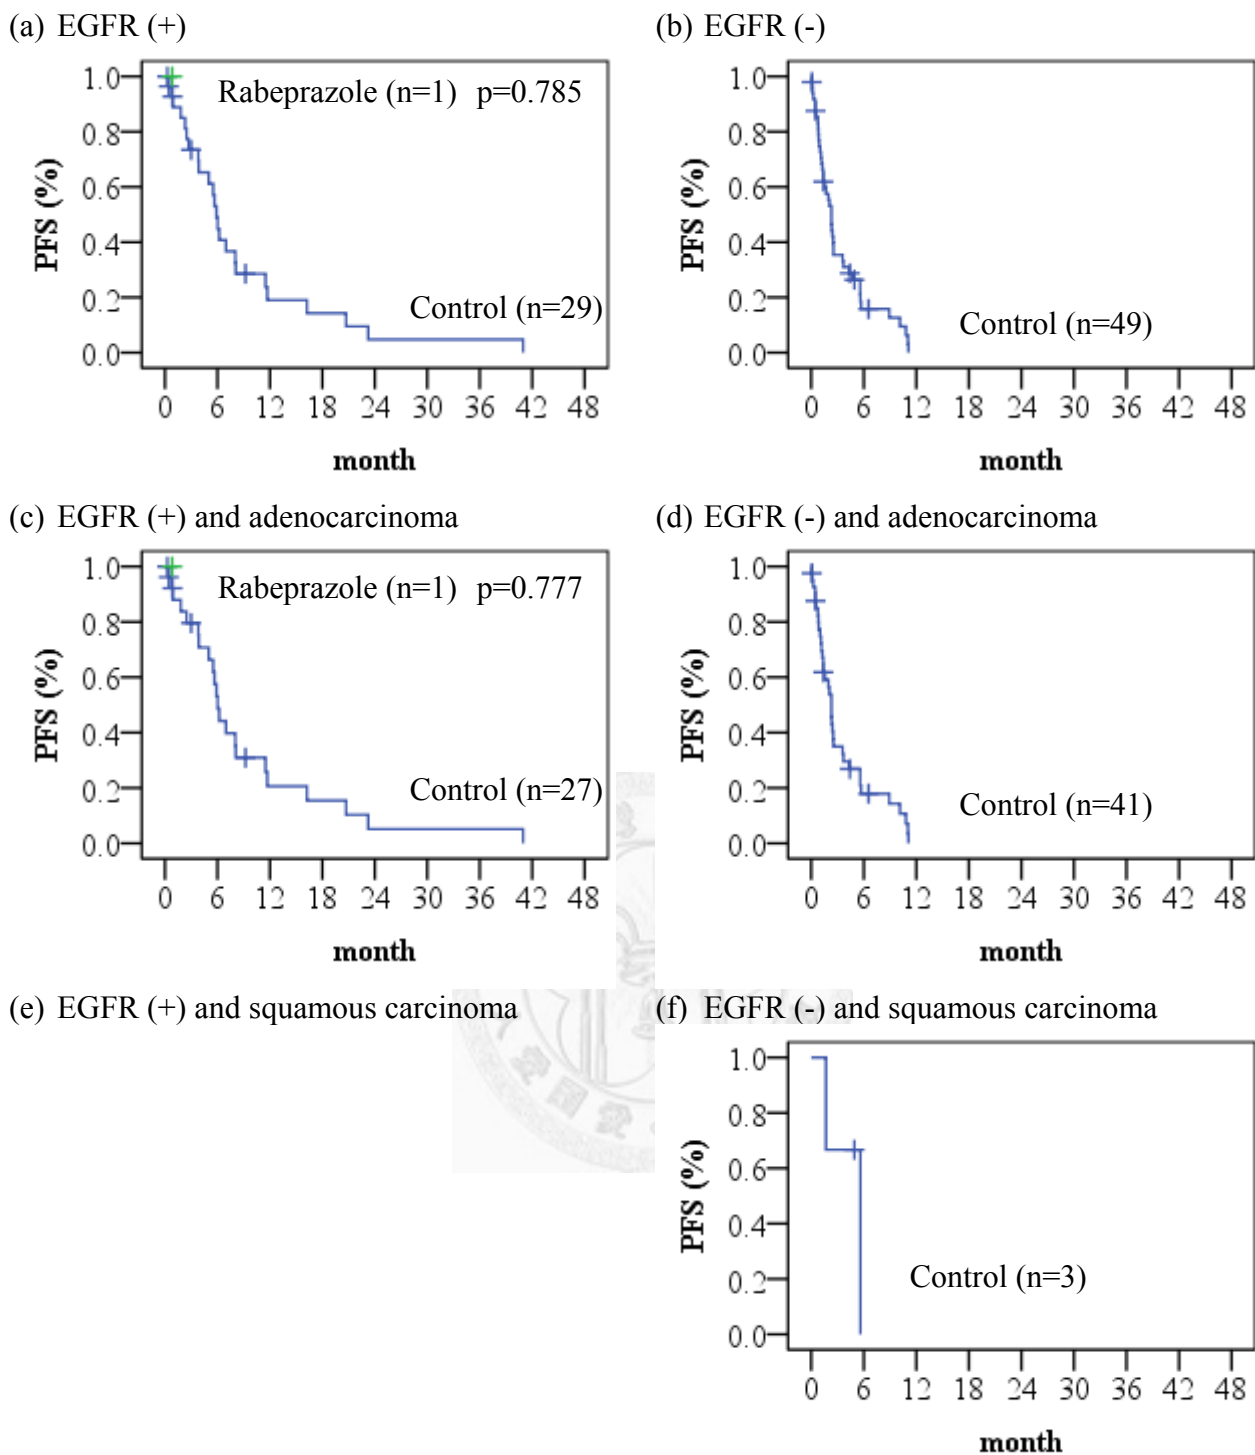 (a) EGFR (+)
(b) EGFR (-)
1.0
0.8
0.6
0.4
0.2
0.0
PFS (%)
Rabeprazole (n=1) p=0.785
Control (n=29)
0 6 12 18 24 30 36 42 48
month
1.0
0.8
0.6
0.4
0.2
0.0
PFS (%)
Control (n=49)
0 6 12 18 24 30 36 42 48
month
(c) EGFR (+) and adenocarcinoma
(d) EGFR (-) and adenocarcinoma
1.0
0.8
0.6
0.4
0.2
0.0
PFS (%)
Rabeprazole (n=1) p=0.777
Control (n=27)
0 6 12 18 24 30 36 42 48
month
1.0
0.8
0.6
0.4
0.2
0.0
PFS (%)
Control (n=41)
0 6 12 18 24 30 36 42 48
month
(e) EGFR (+) and squamous carcinoma
(f) EGFR (-) and squamous carcinoma
1.0
0.8
0.6
0.4
0.2
0.0
PFS (%)
Control (n=3)
0 6 12 18 24 30 36 42 48
month